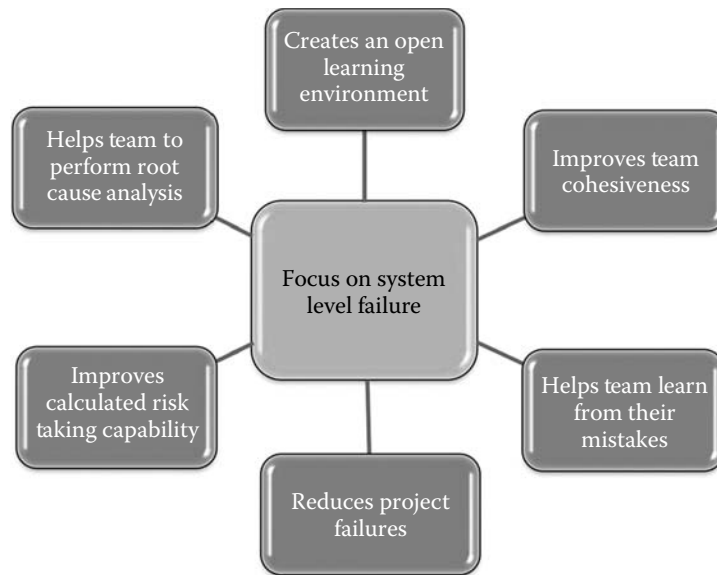 Creates an open
learning
environment
Helps team to
perform root
cause analysis
Improves team
cohesiveness
Focus on system
level failure
Improves
calculated risk
taking capability
Helps team learn
from their
mistakes
Reduces project
failures